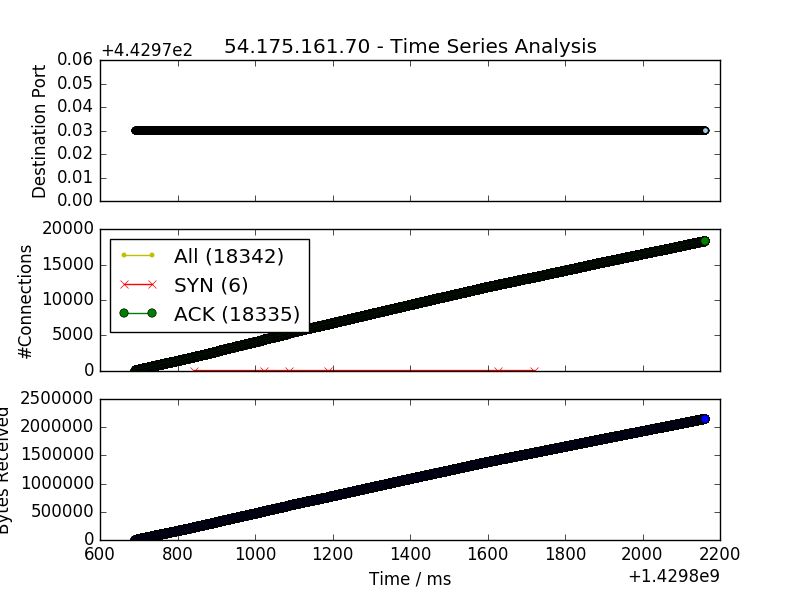 +4.4297e2
54.175.161.70 - Time Series Analysis
0.06
0.05
0.04
0.03
0.02
0.01
0.00
Destination Port
20000
15000
10000
5000
0
#Connections
All (18342)
SYN (6)
ACK (18335)
2500000
2000000
1500000
1000000
500000
0
Bytes Received
600 800 1000 1200 1400 1600 1800 2000 2200
Time / ms
+1.4298e9